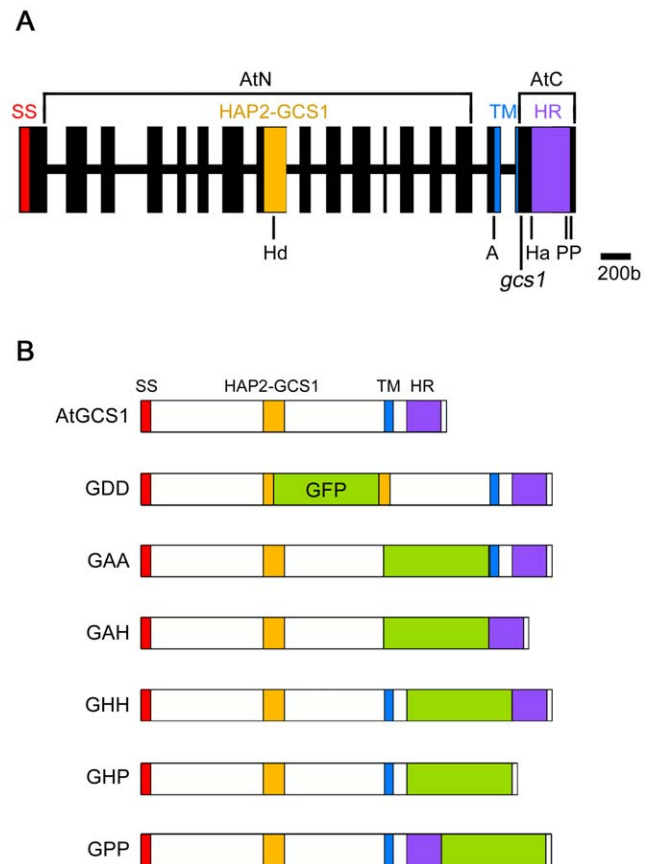 A
AtN AtC
SS HAP2-GCS1 TM HR
Hd A Ha PP
gcs1 200b
B
SS HAP2-GCS1 TM HR
AtGCS1
GDD GFP
GAA
GAH
GHH
GHP
GPP